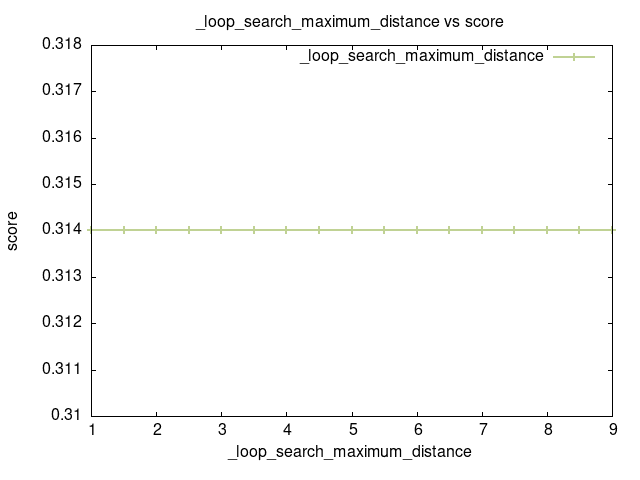 _loop_search_maximum_distance vs score
_loop_search_maximum_distance
0.318
0.317
0.316
0.315
0.314
0.313
0.312
0.311
0.31
score
1 2 3 4 5 6 7 8 9
_loop_search_maximum_distance